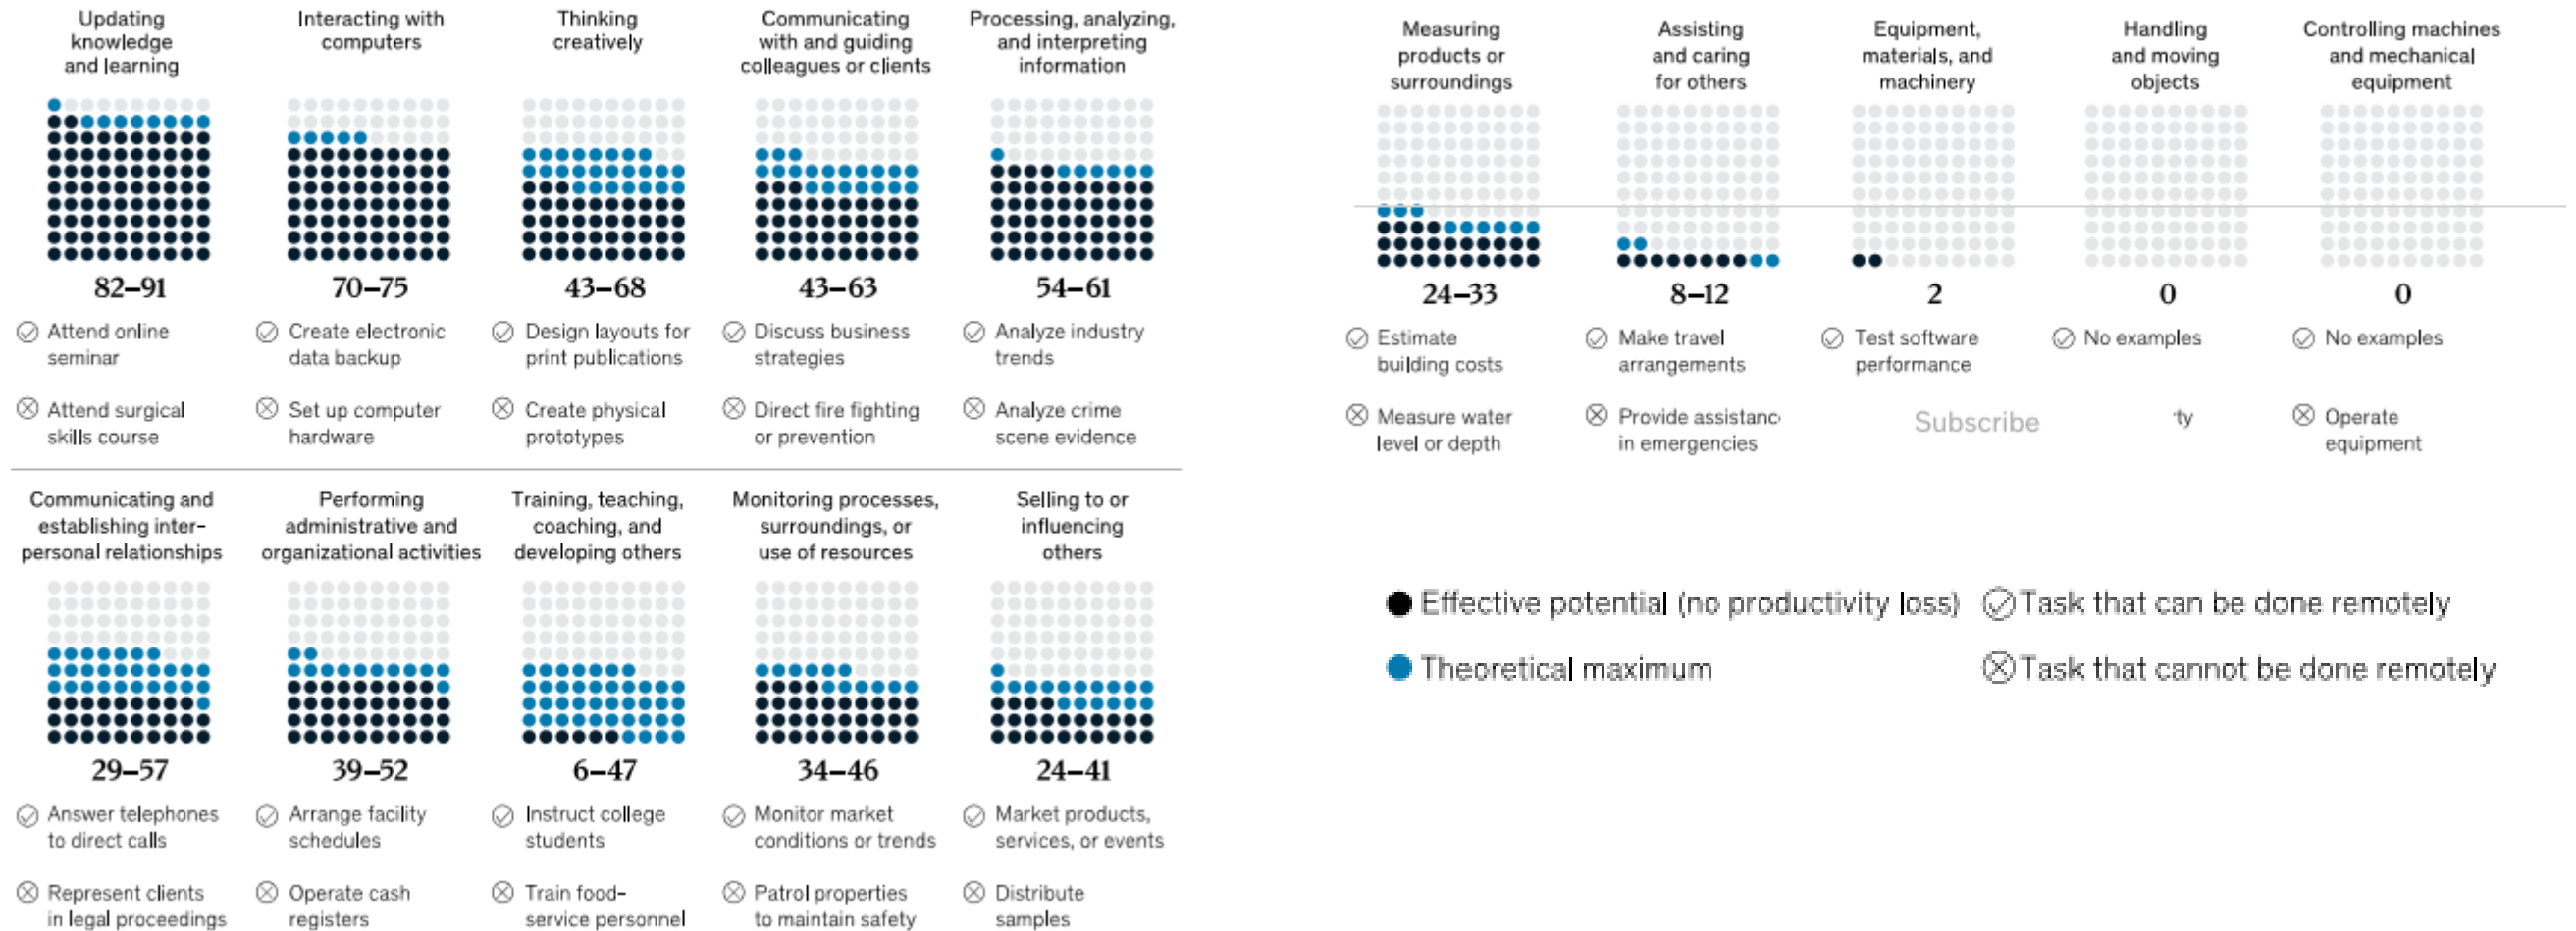 Updating
knowledge
and learning
82–91
Attend online
seminar
Attend surgical
skills course
Interacting with
computers
70–75
Create electronic
data backup
Set up computer
hardware
Thinking
creatively
43–68
Design layouts for
print publications
Create physical
prototypes
Communicating
with and guiding
colleagues or clients
43–63
Discuss business
strategies
Direct fire fighting
or prevention
Processing, analyzing,
and interpreting
information
54–61
Analyze industry
trends
Analyze crime
scene evidence
Communicating and
establishing inter-
personal relationships
29–57
Answer telephones
to direct calls
Represent clients
in legal proceedings
Performing
administrative and
organizational activities
39–52
Arrange facility
schedules
Operate cash
registers
Training, teaching,
coaching, and
developing others
6–47
Instruct college
students
Train food-
service personnel
Monitoring processes,
surroundings, or
use of resources
34–46
Monitor market
conditions or trends
Patrol properties
to maintain safety
Selling to or
influencing
others
24–41
Market products,
services, or events
Distribute
samples
Measuring
products or
surroundings
24–33
Estimate
building costs
Measure water
level or depth
Assisting
and caring
for others
8–12
Make travel
arrangements
Provide assistanc
in emergencies
Equipment,
materials, and
machinery
2
Test software
performance
Subscribe
Handling
and moving
objects
0
No examples
ty
Controlling machines
and mechanical
equipment
0
No examples
Operate
equipment
Effective potential (no productivity loss)
Theoretical maximum
Task that can be done remotely
Task that cannot be done remotely